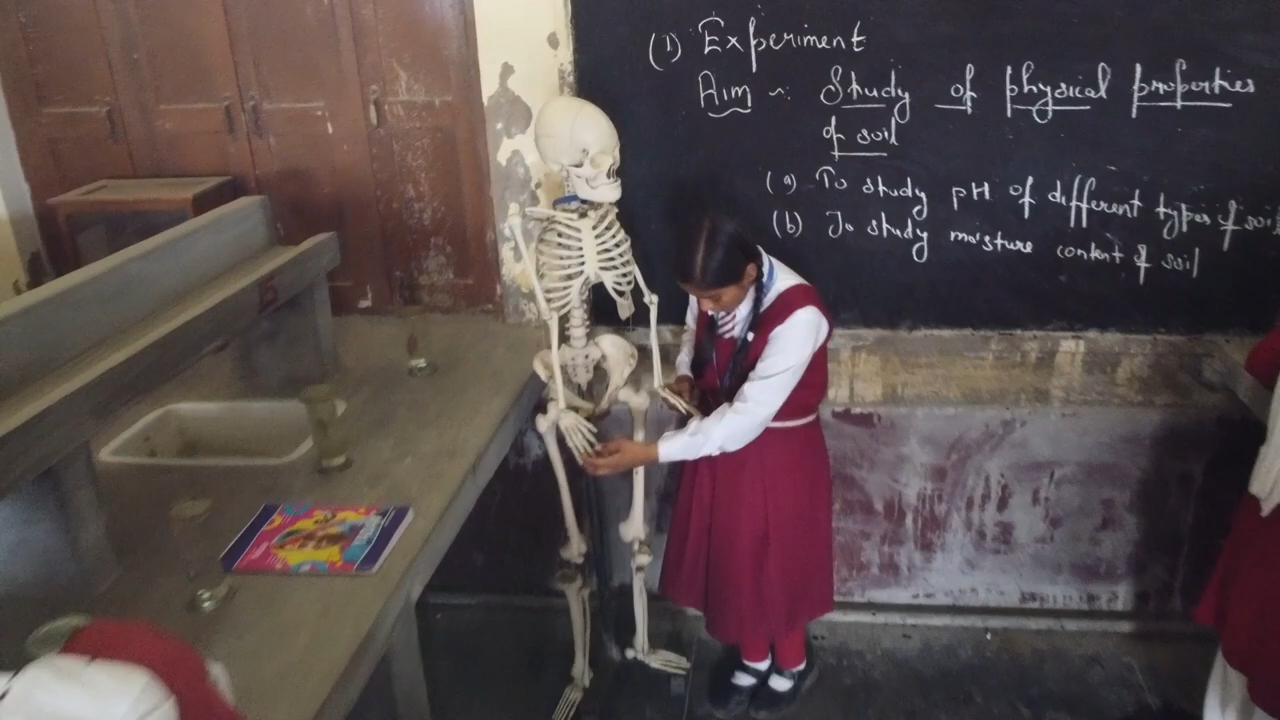 (1) Experiment
Aim ~: Study of physical properties
of soil
(a) To study pH of different types of soil
(b) To study moisture content of soil